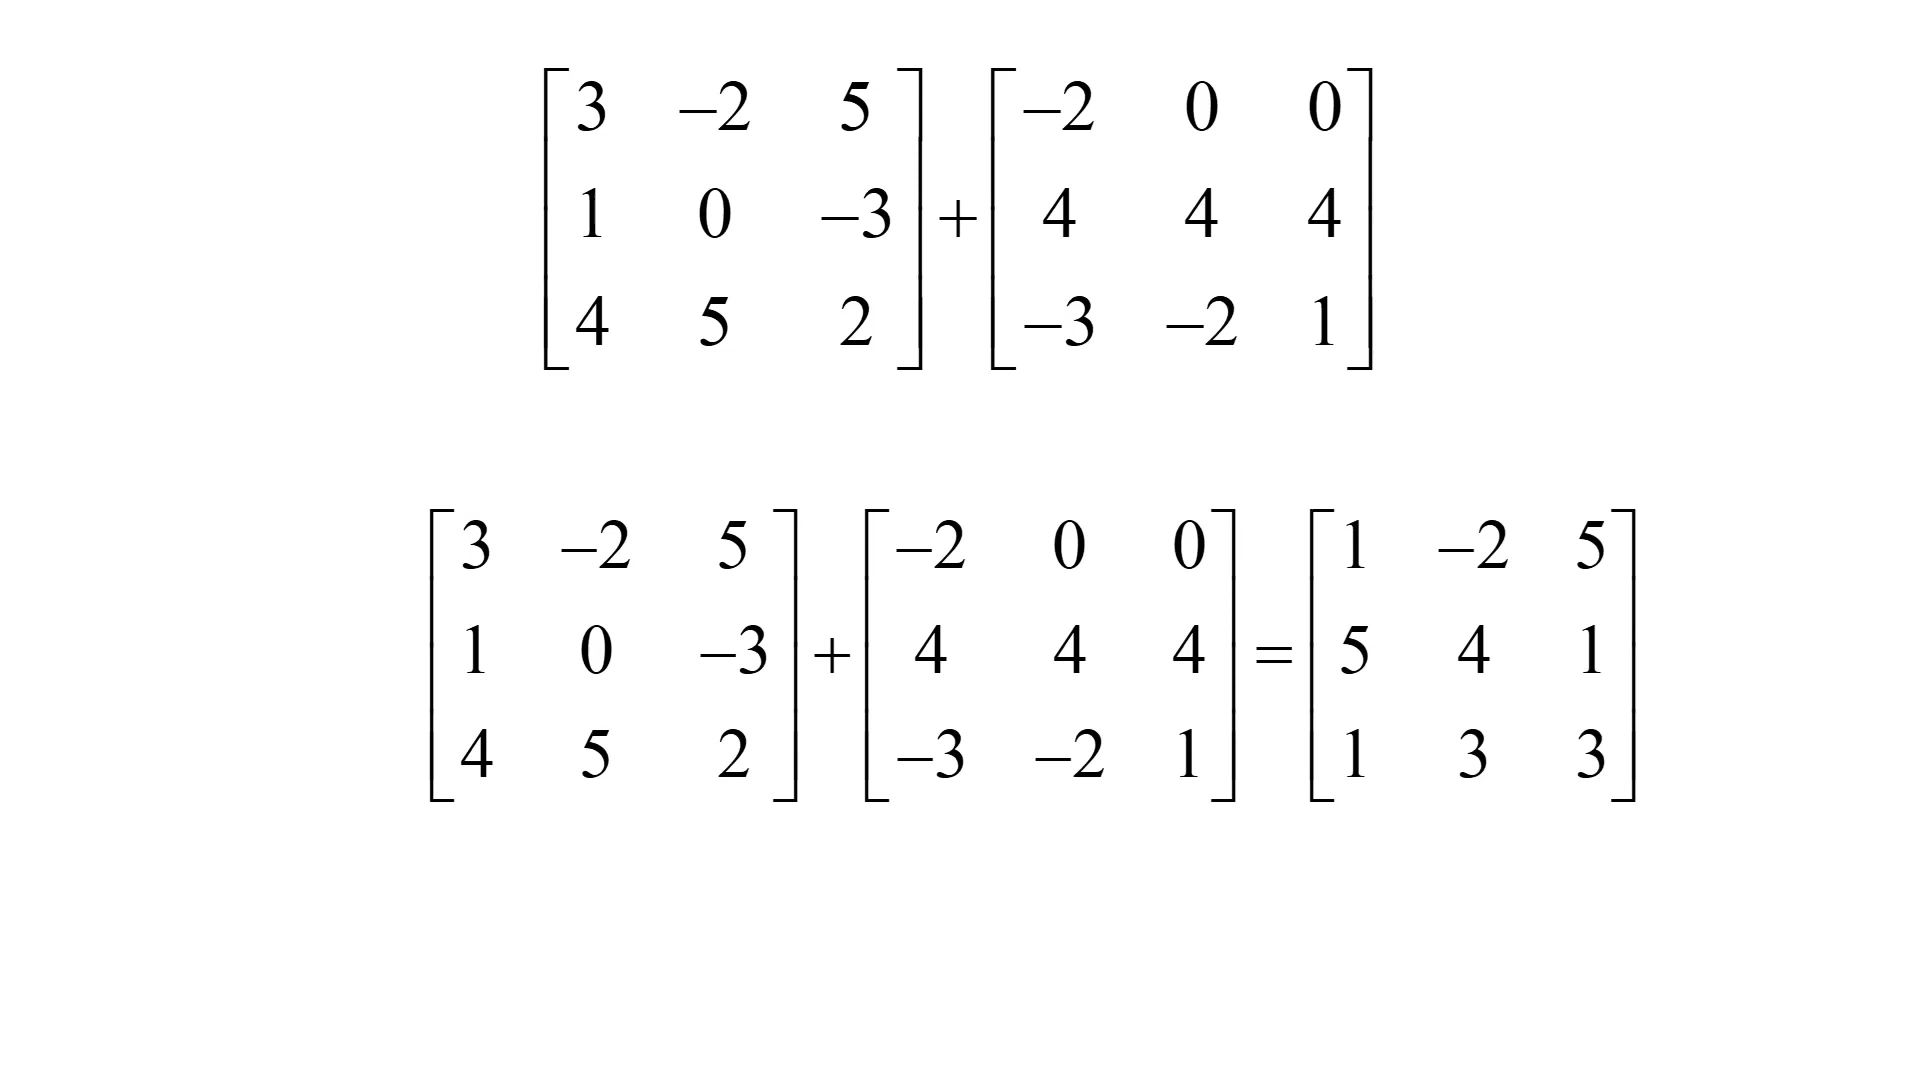 [3 –2 5] [–2 0 0]
[1 0 –3] + [4 4 4]
[4 5 2] [–3 –2 1]
[3 –2 5] [–2 0 0] [1 –2 5]
[1 0 –3] + [4 4 4] = [5 4 1]
[4 5 2] [–3 –2 1] [1 3 3]